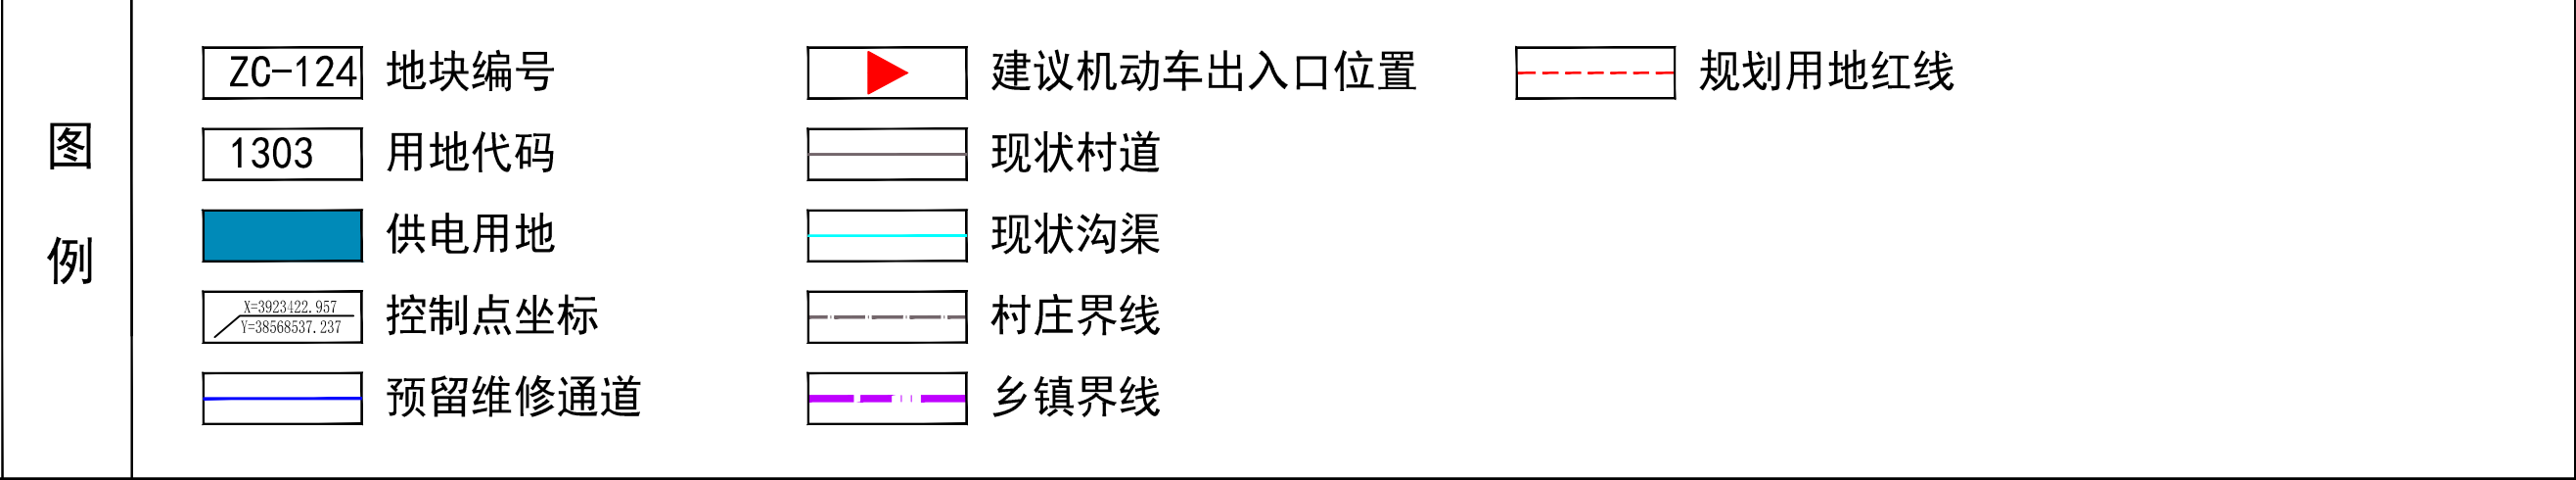 图例
ZC-124 地块编号
1303 用地代码
供电用地
X=3923422.957
Y=38568537.237
控制点坐标
预留维修通道
建议机动车出入口位置
现状村道
现状沟渠
村庄界线
乡镇界线
规划用地红线